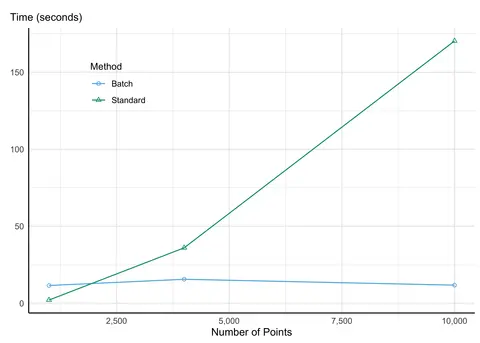 Time (seconds)
150
100
50
0
Method
Batch
Standard
2,500
5,000
7,500
10,000
Number of Points